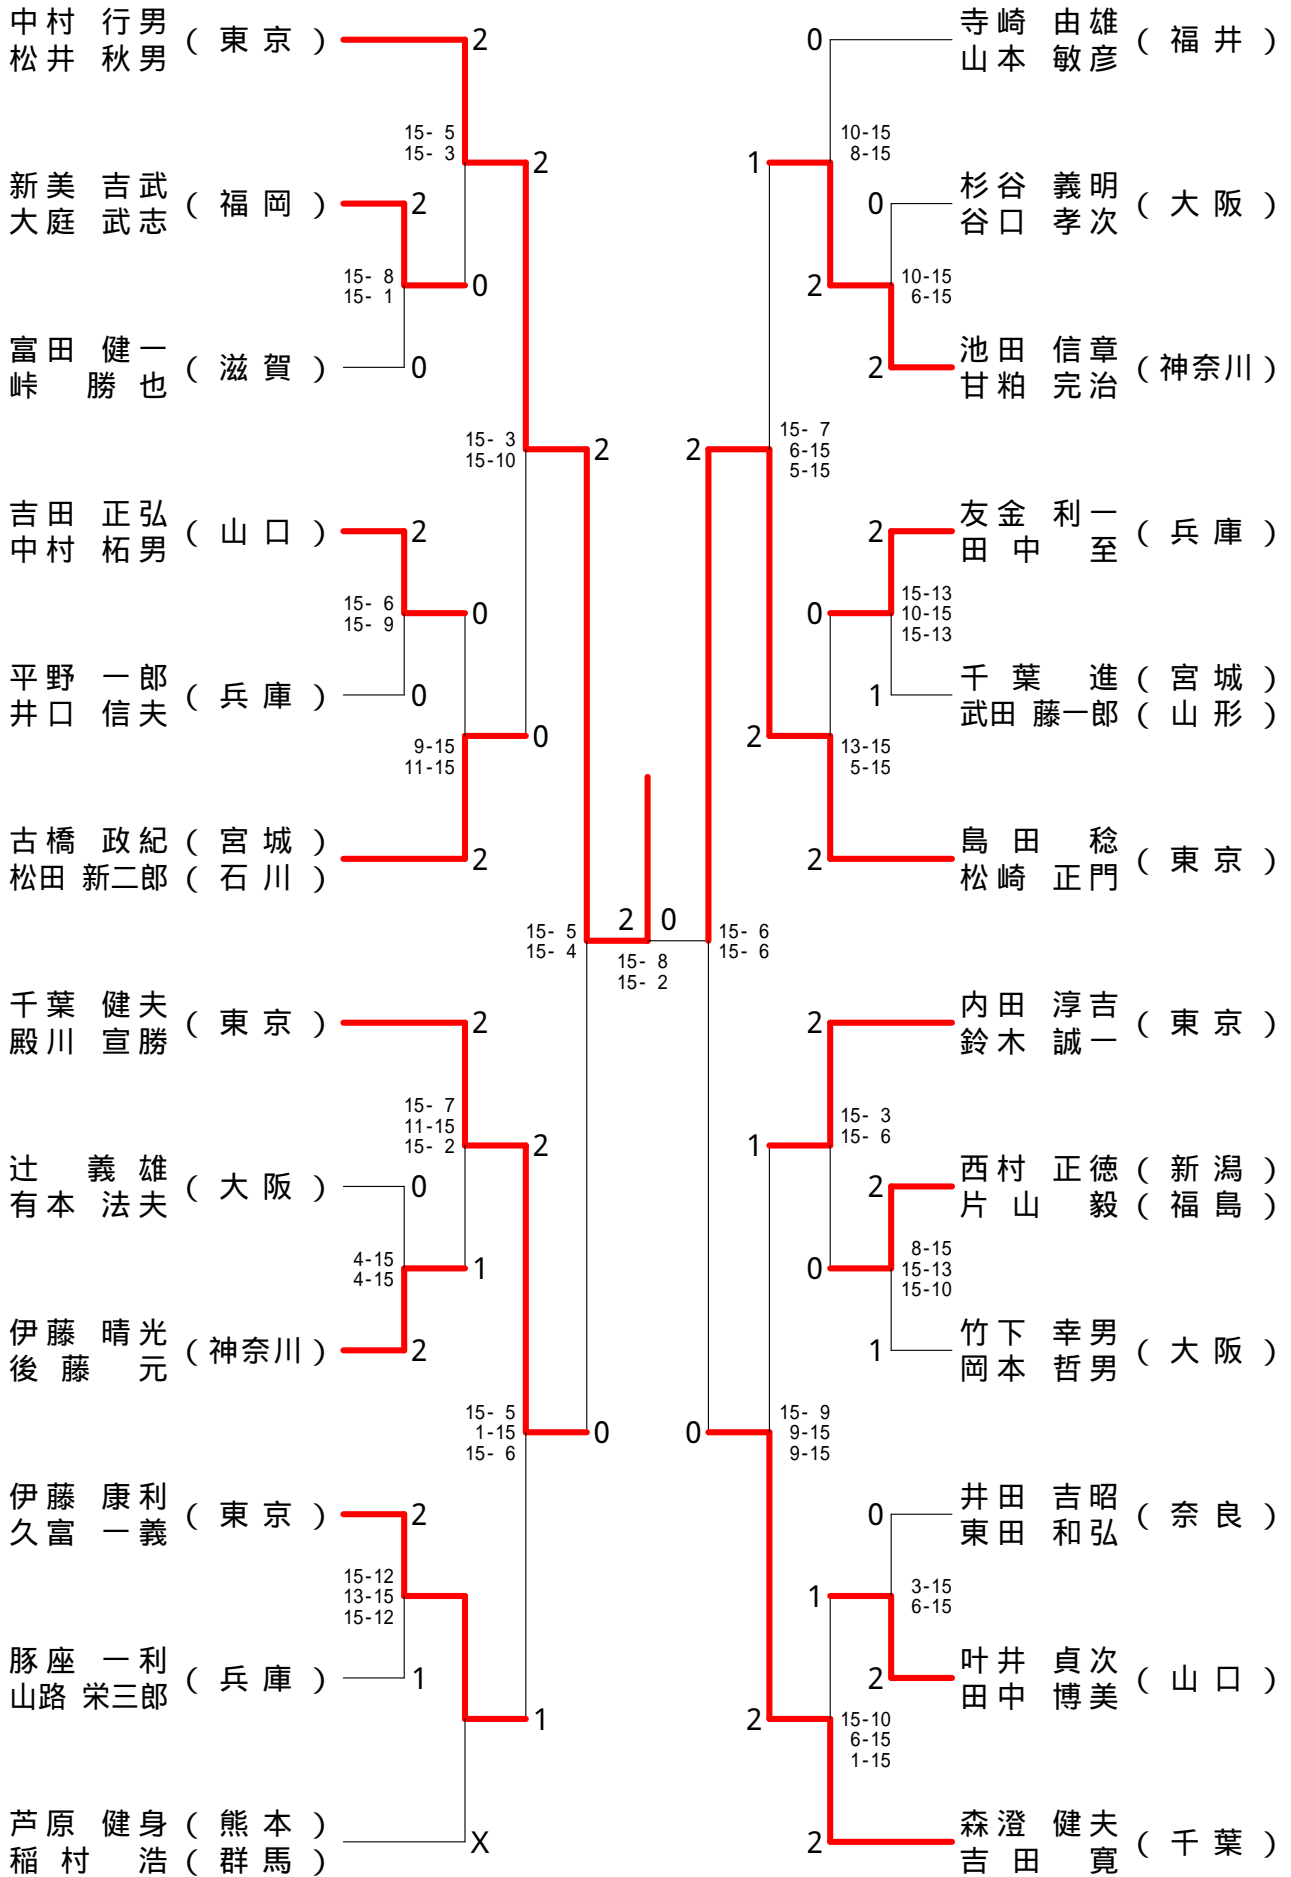 中村 行男
松井 秋男 ( 東京 ) 2
15- 5
15- 3 2
新美 吉武
大庭 武志 ( 福岡 ) 2
15- 8
15- 1 0
富田 健一
峠 勝也 ( 滋賀 ) 0
15- 3
15-10 2
吉田 正弘
中村 柘男 ( 山口 ) 2
15- 6
15- 9 0
平野 一郎
井口 信夫 ( 兵庫 ) 0
9-15
11-15 0
古橋 政紀 ( 宮城 )
松田 新二郎 ( 石川 ) 2
15- 5
15- 4
千葉 健夫
殿川 宣勝 ( 東京 ) 2
15- 7
11-15
15- 2 2
辻 義雄
有本 法夫 ( 大阪 ) 0
4-15
4-15 1
伊藤 晴光
後藤 元 (神奈川) 2
15- 5
1-15
15- 6 0
伊藤 康利
久富 一義 ( 東京 ) 2
15-12
13-15
15-12
豚座 一利
山路 栄三郎 ( 兵庫 ) 1
1
芦原 健身 ( 熊本 )
稲村 浩 ( 群馬 ) X
2 0
15- 8
15- 2
0 寺崎 由雄
山本 敏彦 ( 福井 )
1 10-15
8-15
0 杉谷 義明
谷口 孝次 ( 大阪 )
2 10-15
6-15
2 池田 信章
甘粕 完治 (神奈川)
2 15- 7
6-15
5-15
2 友金 利一
田中 至 ( 兵庫 )
0 15-13
10-15
15-13
1 千葉 進 ( 宮城 )
武田 藤一郎 ( 山形 )
2 13-15
5-15
2 島田 稔
松崎 正門 ( 東京 )
15- 6
15- 6
2 内田 淳吉
鈴木 誠一 ( 東京 )
1 15- 3
15- 6
2 西村 正徳 ( 新潟 )
片山 毅 ( 福島 )
0 8-15
15-13
15-10
1 竹下 幸男
岡本 哲男 ( 大阪 )
0 15- 9
9-15
9-15
0 井田 吉昭
東田 和弘 ( 奈良 )
1 3-15
6-15
2 叶井 貞次
田中 博美 ( 山口 )
2 15-10
6-15
1-15
2 森澄 健夫
吉田 寛 ( 千葉 )